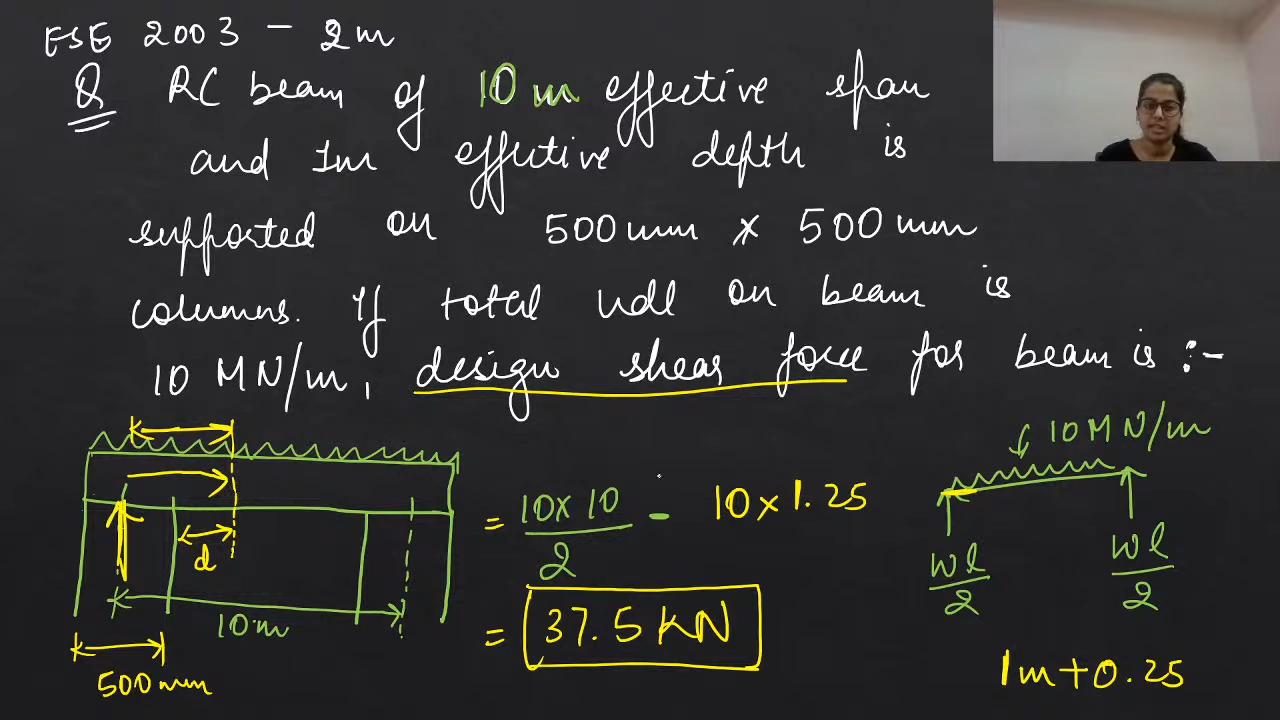 ESE 2003 - 2m
Q RC beam of 10 m effective span
and 1m effective depth is
supported on 500 mm x 500 mm
columns. If total udl on beam is
10 MN/m, design shear force for beam is :-
10 MN/m
= 10 x 10 / 2 - 10 x 1.25
wl/2 wl/2
d
10 m
= 37.5 KN
500 mm
1m + 0.25